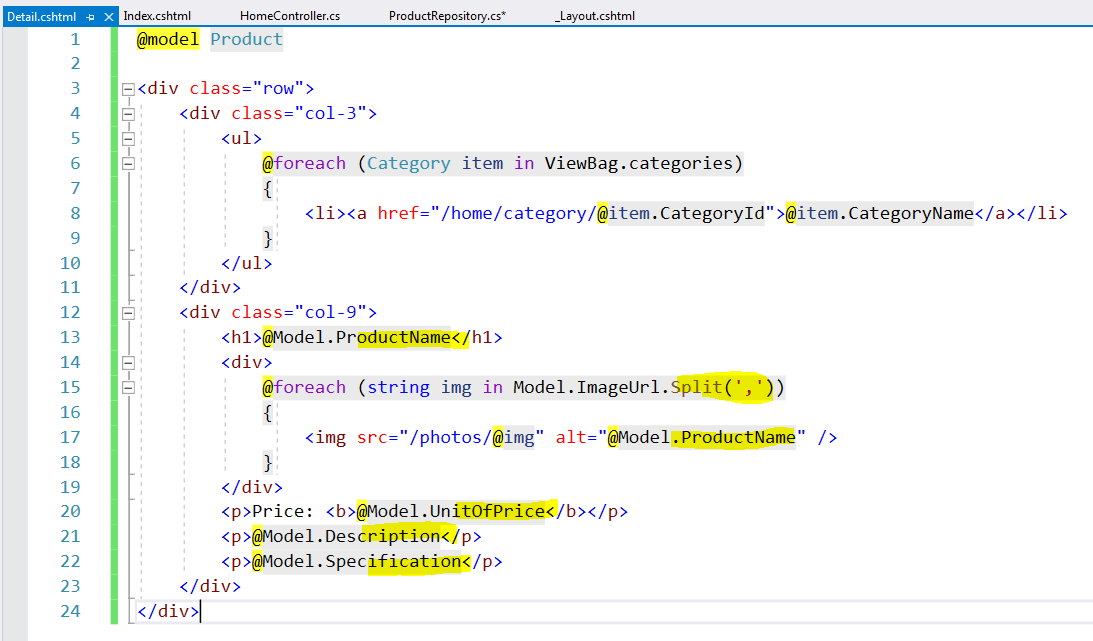 Detail.cshtml Index.cshtml HomeController.cs ProductRepository.cs* _Layout.cshtml
1 @model Product
2
3 <div class="row">
4 <div class="col-3">
5 <ul>
6 @foreach (Category item in ViewBag.categories)
7 {
8 <li><a href="/home/category/@item.CategoryId">@item.CategoryName</a></li>
9 }
10 </ul>
11 </div>
12 <div class="col-9">
13 <h1>@Model.ProductName</h1>
14 <div>
15 @foreach (string img in Model.ImageUrl.Split(','))
16 {
17 <img src="/photos/@img" alt="@Model.ProductName" />
18 }
19 </div>
20 <p>Price: <b>@Model.UnitOfPrice</b></p>
21 <p>@Model.Description</p>
22 <p>@Model.Specification</p>
23 </div>
24 </div>